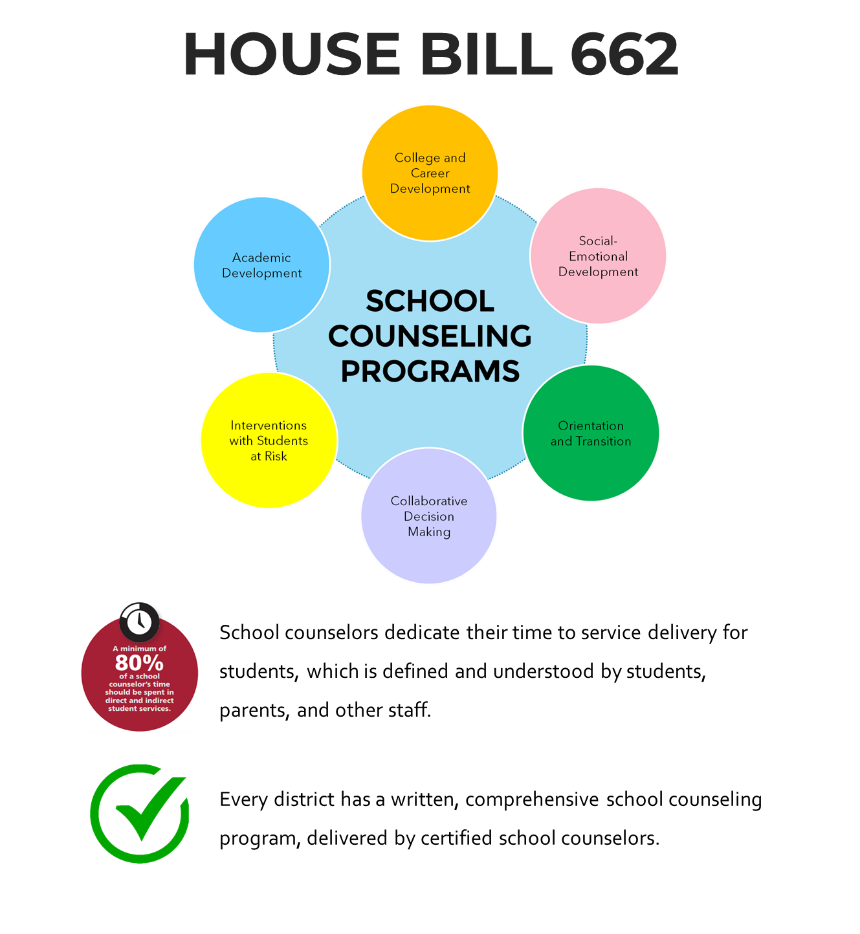 HOUSE BILL 662
College and
Career
Development
Academic
Development
Social-
Emotional
Development
SCHOOL
COUNSELING
PROGRAMS
Interventions
with Students
at Risk
Orientation
and Transition
Collaborative
Decision
Making
A minimum of
80%
of a school
counselor's time
should be spent in
direct and indirect
student services.
School counselors dedicate their time to service delivery for
students, which is defined and understood by students,
parents, and other staff.
Every district has a written, comprehensive school counseling
program, delivered by certified school counselors.